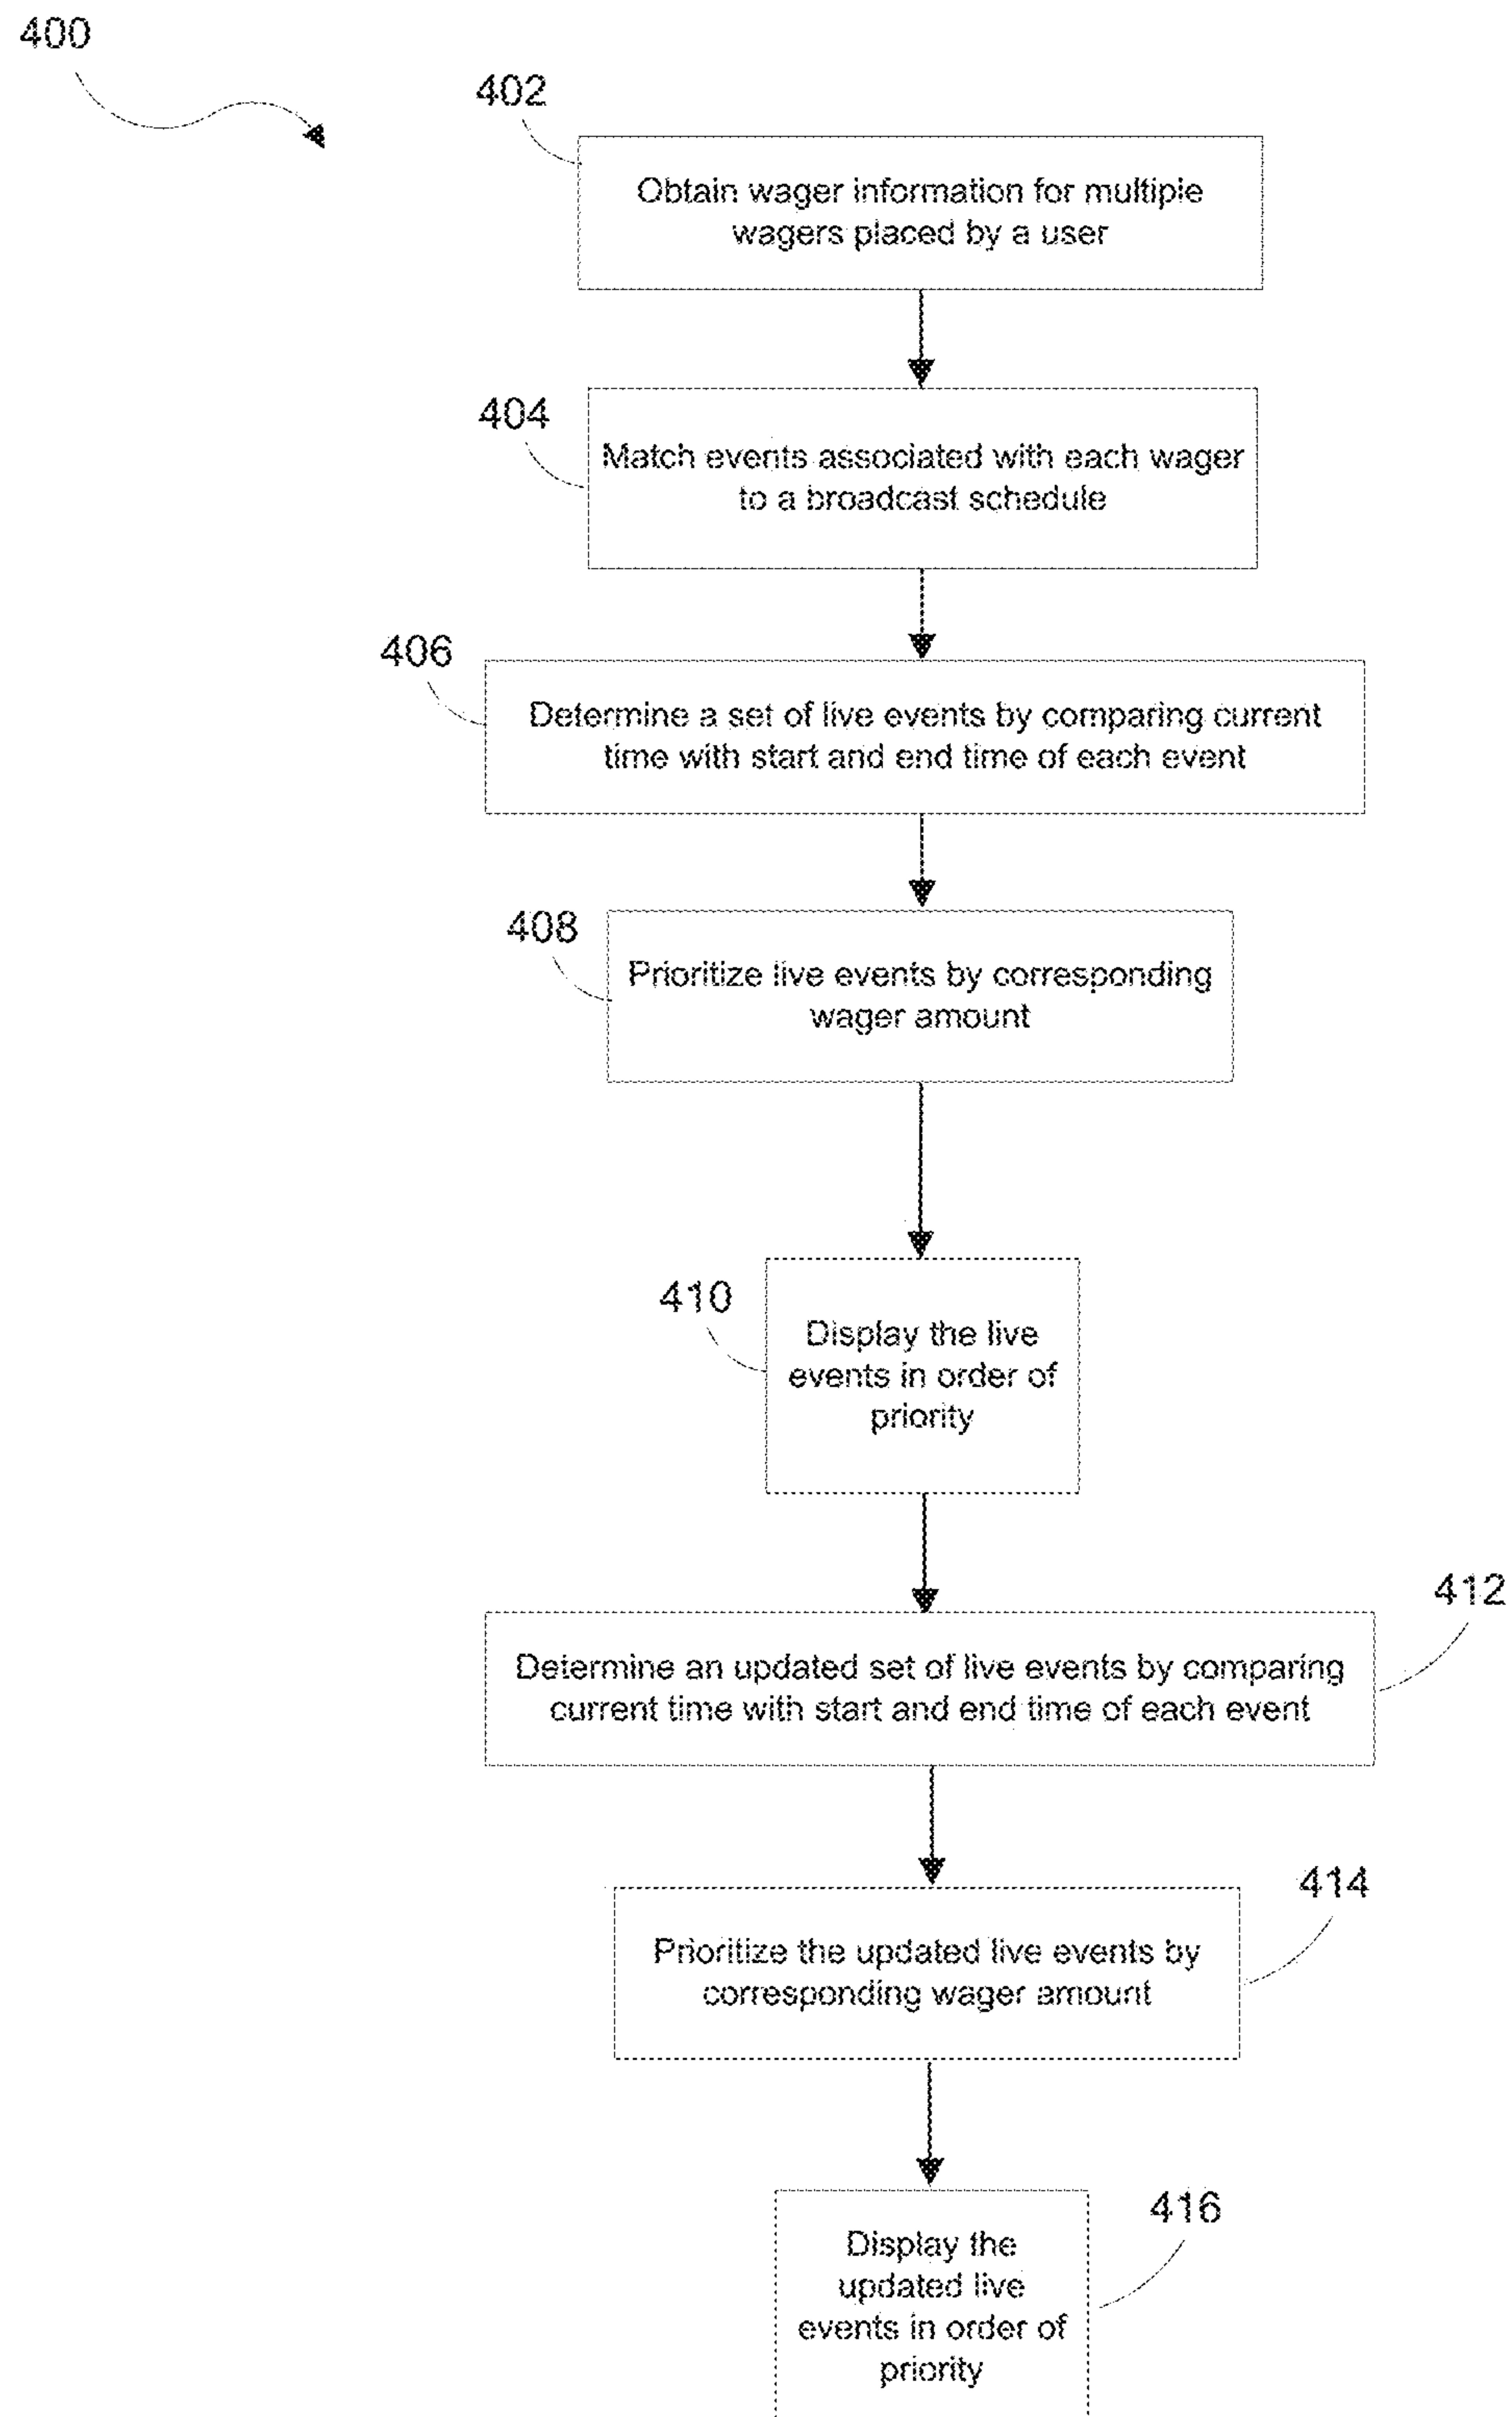 400
402
Obtain wager information for multiple
wagers placed by a user
404
Match events associated with each wager
to a broadcast schedule
406
Determine a set of live events by comparing current
time with start and end time of each event
408
Prioritize live events by corresponding
wager amount
410
Display the live
events in order of
priority
412
Determine an updated set of live events by comparing
current time with start and end time of each event
414
Prioritize the updated live events by
corresponding wager amount
416
Display the
updated live
events in order of
priority